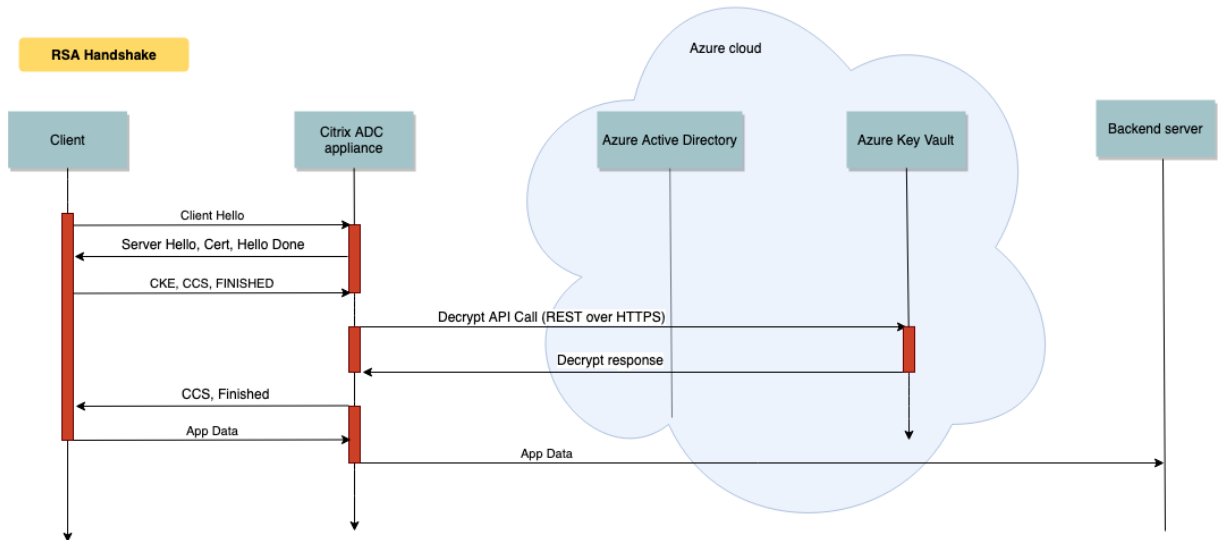 Azure cloud
RSA Handshake
Client
Citrix ADC
appliance
Azure Active Directory
Azure Key Vault
Backend server
Client Hello
Server Hello, Cert, Hello Done
CKE, CCS, FINISHED
Decrypt API Call (REST over HTTPS)
Decrypt response
CCS, Finished
App Data
App Data